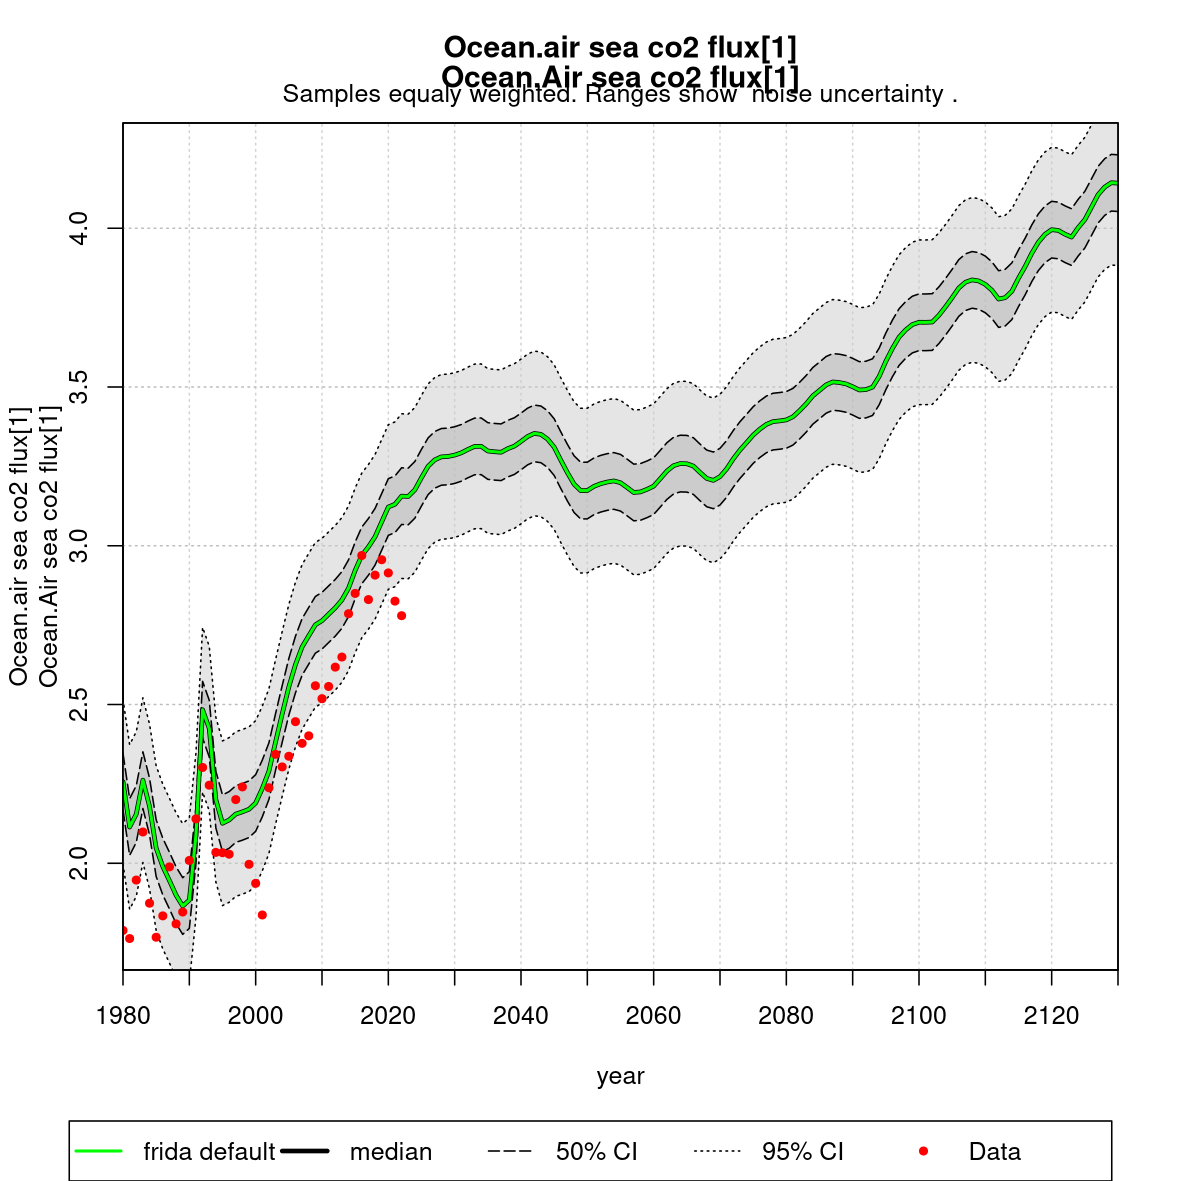 Ocean.air sea co2 flux[1]
Ocean.Air sea co2 flux[1]
Samples equaly weighted. Ranges show  noise uncertainty .
Ocean.air sea co2 flux[1]
Ocean.Air sea co2 flux[1]
4.0
3.5
3.0
2.5
2.0
1980 2000 2020 2040 2060 2080 2100 2120
year
frida default median 50% CI 95% CI Data